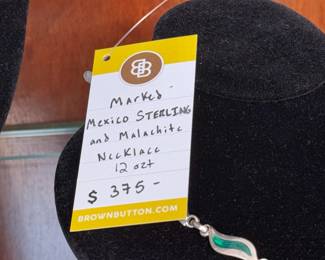 Marked -
Mexico STERLING
and Malachite
Necklace
12 ozt
$ 375-
BROWNBUTTON.COM